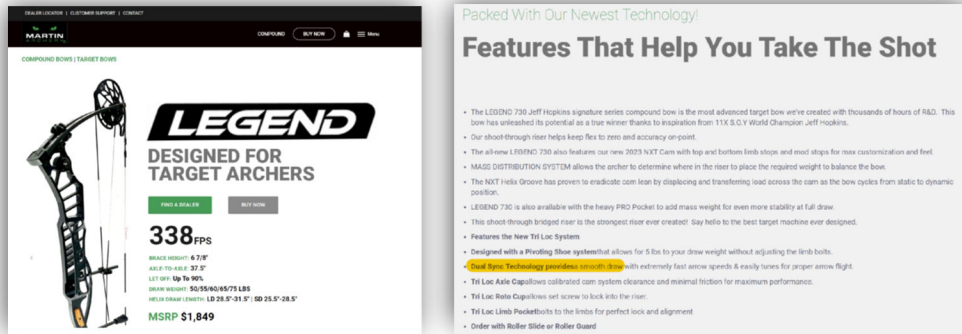 DEALER LOCATOR | CUSTOMER SUPPORT | CONTACT
MARTIN
ARCHERY
COMPOUND
BUY NOW
Menu
COMPOUND BOWS | TARGET BOWS
LEGEND
DESIGNED FOR
TARGET ARCHERS
FIND A DEALER
BUY NOW
338FPS
BRACE HEIGHT: 6 7/8"
AXLE-TO-AXLE: 37.5"
LET OFF: Up To 90%
DRAW WEIGHT: 50/55/60/65/75 LBS
HELIX DRAW LENGTH: LD 28.5"-31.5" | SD 25.5"-28.5"
MSRP $1,849
Packed With Our Newest Technology!
Features That Help You Take The Shot
• The LEGEND 730 Jeff Hopkins signature series compound bow is the most advanced target bow we've created with thousands of hours of R&D. This
bow has unleashed its potential as a true winner thanks to inspiration from 11X S.O.Y World Champion Jeff Hopkins.
• Our shoot-through riser helps keep flex to zero and accuracy on-point.
• The all-new LEGEND 730 also features our new 2023 NXT Cam with top and bottom limb stops and mod stops for max customization and feel.
• MASS DISTRIBUTION SYSTEM allows the archer to determine where in the riser to place the required weight to balance the bow.
• The NXT Helix Groove has proven to eradicate cam lean by displacing and transferring load across the cam as the bow cycles from static to dynamic
position.
• LEGEND 730 is also available with the heavy PRO Pocket to add mass weight for even more stability at full draw.
• This shoot-through bridged riser is the strongest riser ever created! Say hello to the best target machine ever designed.
• Features the New Tri Loc System
• Designed with a Pivoting Shoe systemthat allows for 5 lbs to your draw weight without adjusting the limb bolts.
• Dual Sync Technology providesa smooth draw with extremely fast arrow speeds & easily tunes for proper arrow flight.
• Tri Loc Axle Capallows calibrated cam system clearance and minimal friction for maximum performance.
• Tri Loc Rota Cupallows set screw to lock into the riser.
• Tri Loc Limb Pocketbolts to the limbs for perfect lock and alignment
• Order with Roller Slide or Roller Guard